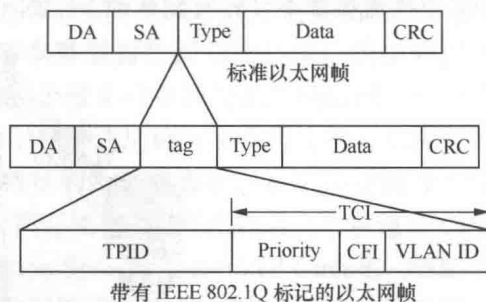 DA SA Type Data CRC
标准以太网帧
DA SA tag Type Data CRC
TCI
TPID Priority CFI VLAN ID
带有 IEEE 802.1Q 标记的以太网帧